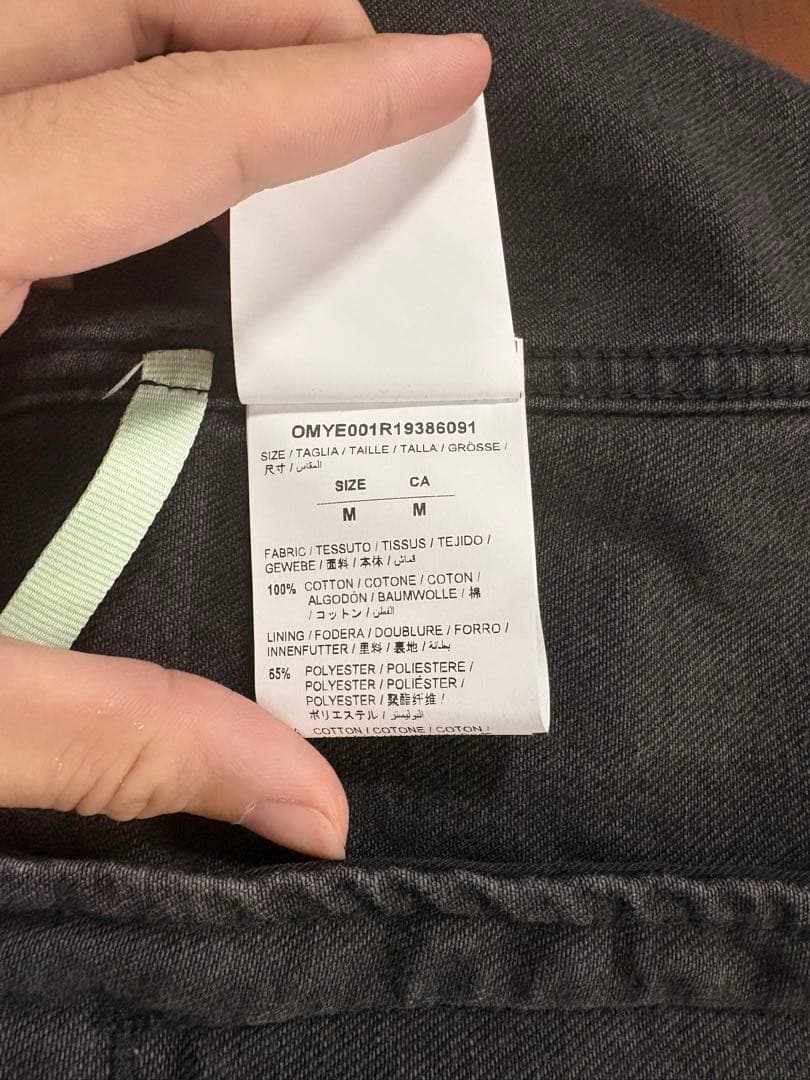 OMYE001R19386091
SIZE / TAGLIA / TAILLE / TALLA / GRÖSSE /
尺寸 / المقاس
SIZE CA
M M
FABRIC / TESSUTO / TISSUS / TEJIDO /
GEWEBE / 面料 / 本体 / قماش
100% COTTON / COTONE / COTON /
ALGODÓN / BAUMWOLLE / 棉
/ コットン / القطن
LINING / FODERA / DOUBLURE / FORRO /
INNENFUTTER / 里料 / 裏地 / بطانة
65% POLYESTER / POLIESTERE /
POLYESTER / POLIÉSTER /
POLYESTER / 聚酯纤维 /
ポリエステル / البوليستر
COTTON / COTONE / COTON /